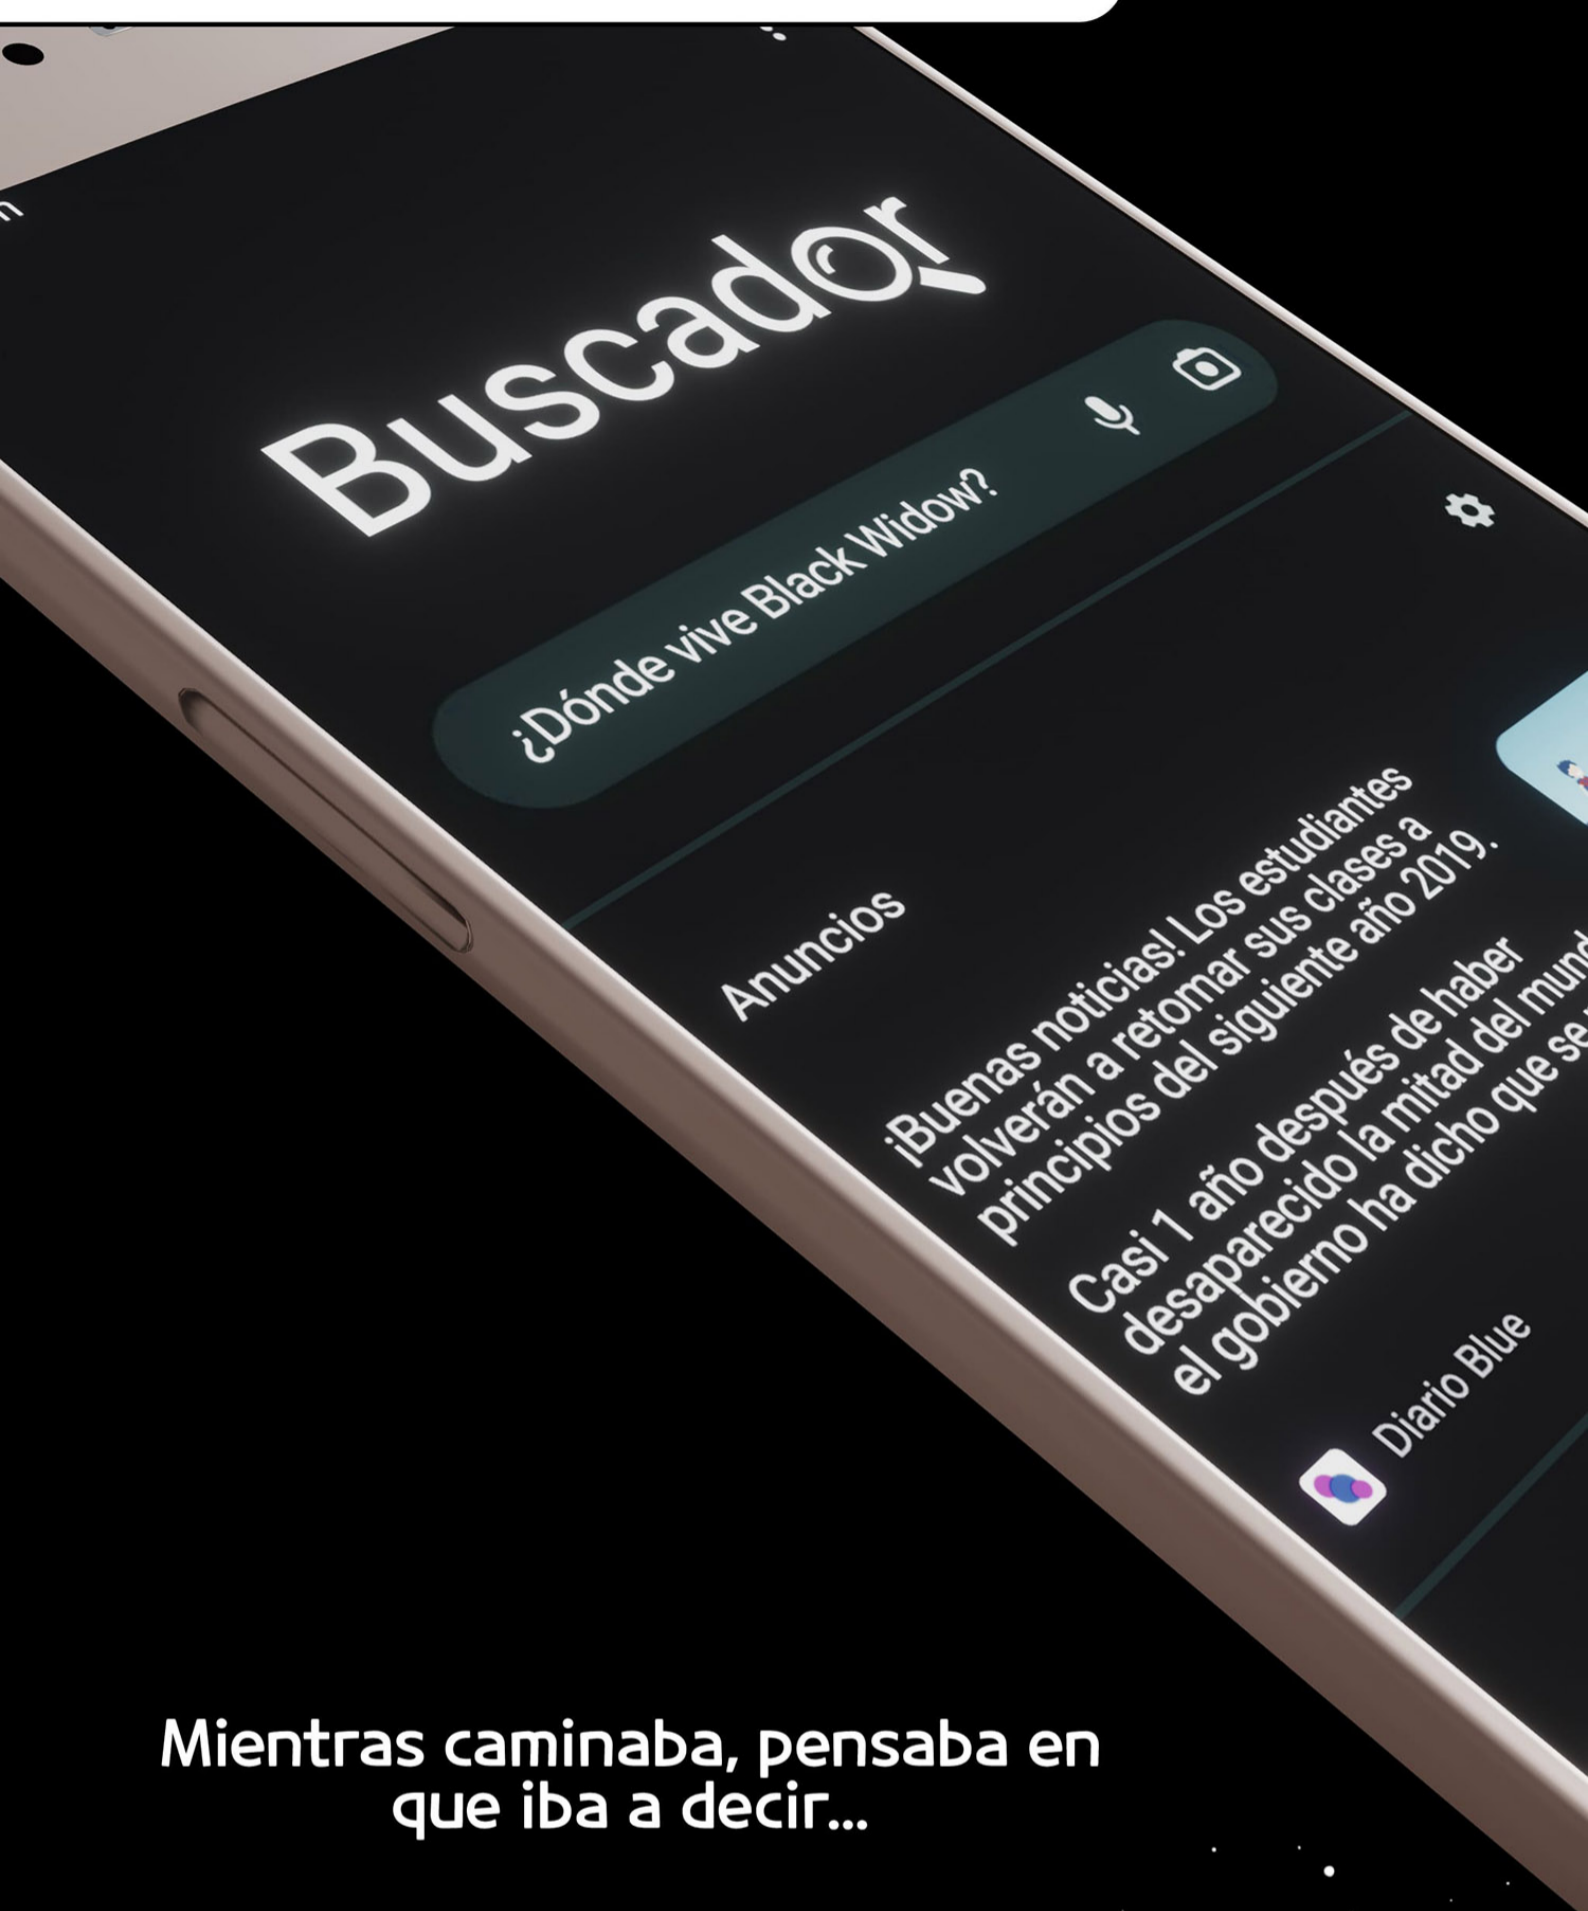 Buscador
¿Dónde vive Black Widow?
Anuncios
¡Buenas noticias! Los estudiantes
volverán a retomar sus clases a
principios del siguiente año 2019.
Casi 1 año después de haber
desaparecido la mitad del
el gobierno ha dicho que se
Diario Blue
Mientras caminaba, pensaba en
que iba a decir...